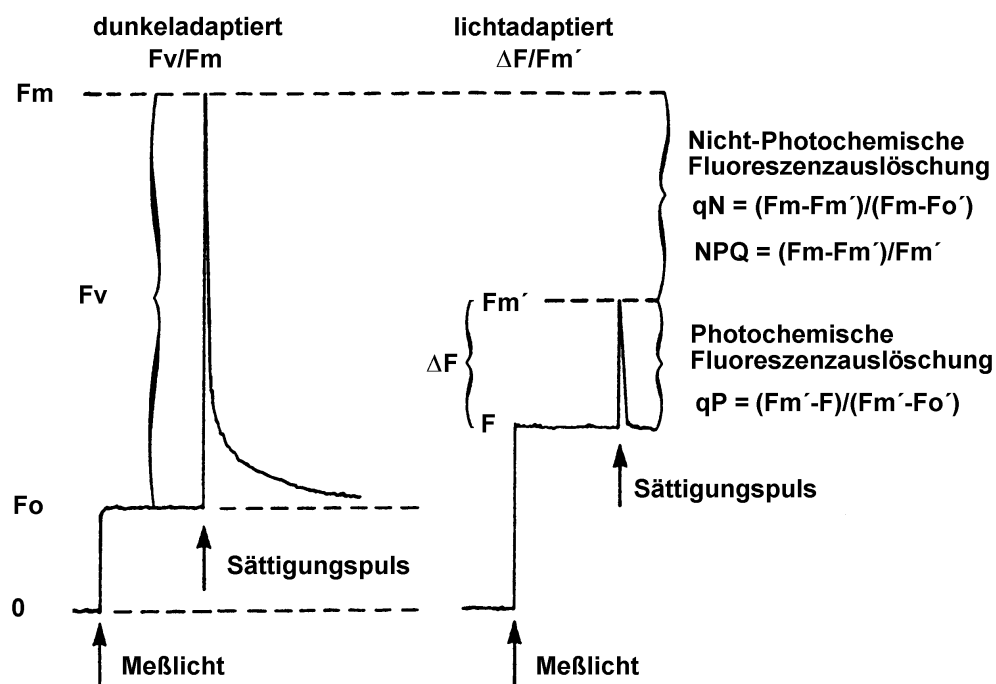 dunkeladaptiert
Fv/Fm
lichtadaptiert
ΔF/Fm´
Fm
Nicht-Photochemische
Fluoreszenzauslöschung
qN = (Fm-Fm´)/(Fm-Fo´)
NPQ = (Fm-Fm´)/Fm´
Fv
Fm´
ΔF
F
Photochemische
Fluoreszenzauslöschung
qP = (Fm´-F)/(Fm´-Fo´)
Sättigungspuls
Fo
Sättigungspuls
0
Meßlicht
Meßlicht